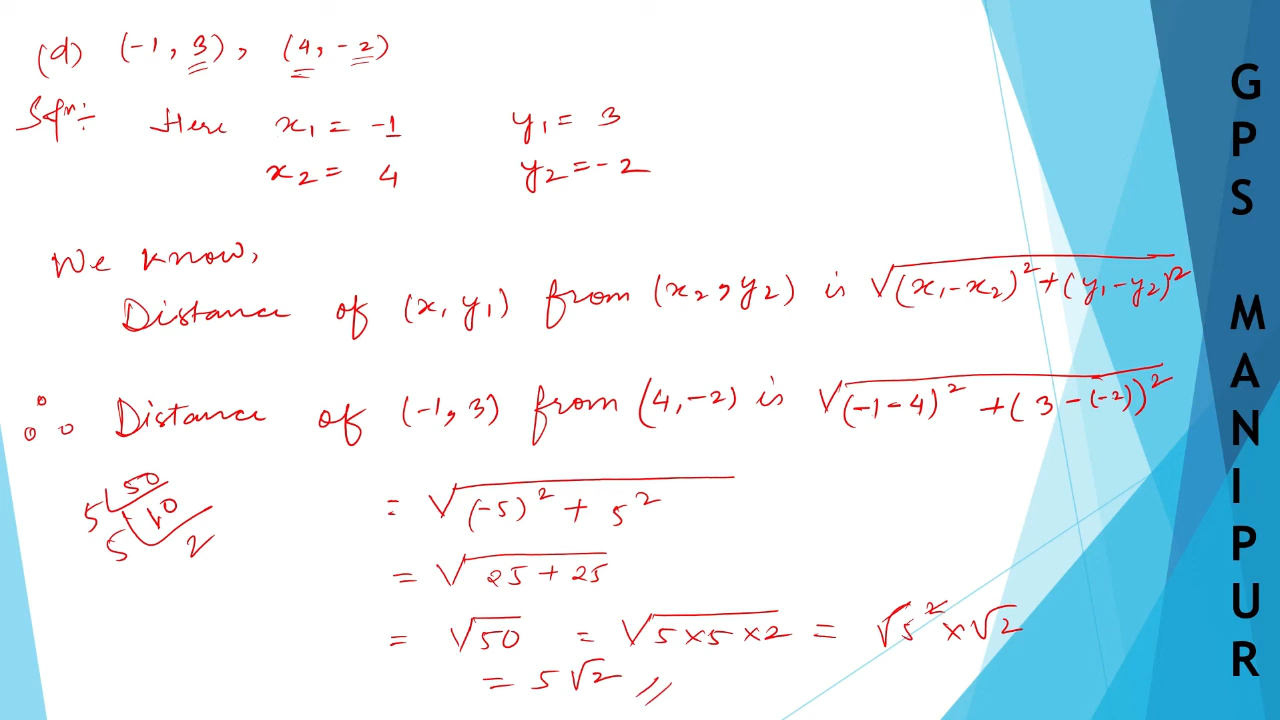 (d) (-1, 3), (4, -2)
Solⁿ:- Here x₁ = -1 y₁ = 3
x₂ = 4 y₂ = -2
We know,
Distance of (x, y₁) from (x₂, y₂) is √(x₁-x₂)² + (y₁-y₂)²
∴ Distance of (-1, 3) from (4, -2) is √(-1-4)² + (3-(-2))²
= √(-5)² + 5²
= √25 + 25
= √50 = √5×5×2 = √5² × √2
= 5√2 //
5 50
5 10
2
GPS MANIPUR